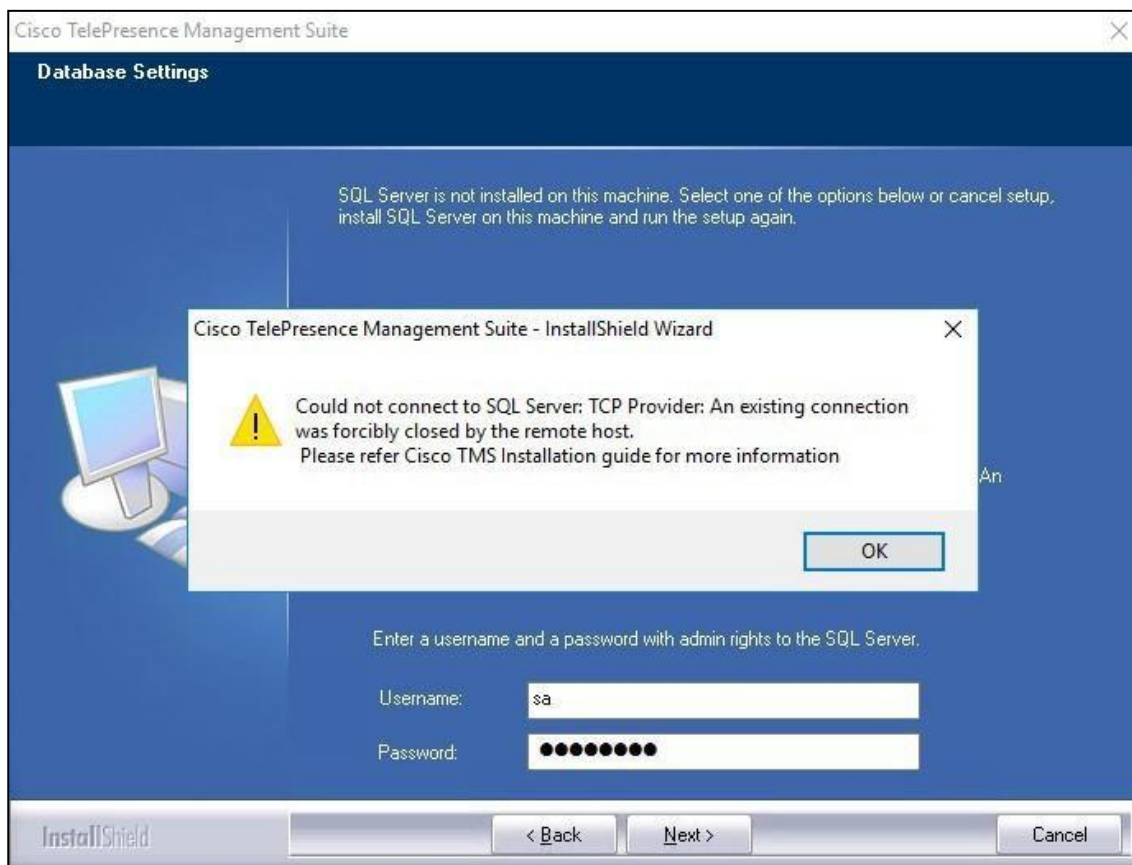 Cisco TelePresence Management Suite
Database Settings
SQL Server is not installed on this machine. Select one of the options below or cancel setup,
install SQL Server on this machine and run the setup again.
Cisco TelePresence Management Suite - InstallShield Wizard
Could not connect to SQL Server: TCP Provider: An existing connection
was forcibly closed by the remote host.
Please refer Cisco TMS Installation guide for more information
An
OK
Enter a username and a password with admin rights to the SQL Server.
Username:
sa
Password:
●●●●●●●●
InstallShield
< Back
Next >
Cancel